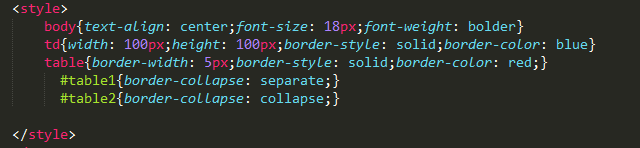 <style>
body{text-align: center;font-size: 18px;font-weight: bolder}
td{width: 100px;height: 100px;border-style: solid;border-color: blue}
table{border-width: 5px;border-style: solid;border-color: red;}
#table1{border-collapse: separate;}
#table2{border-collapse: collapse;}
</style>